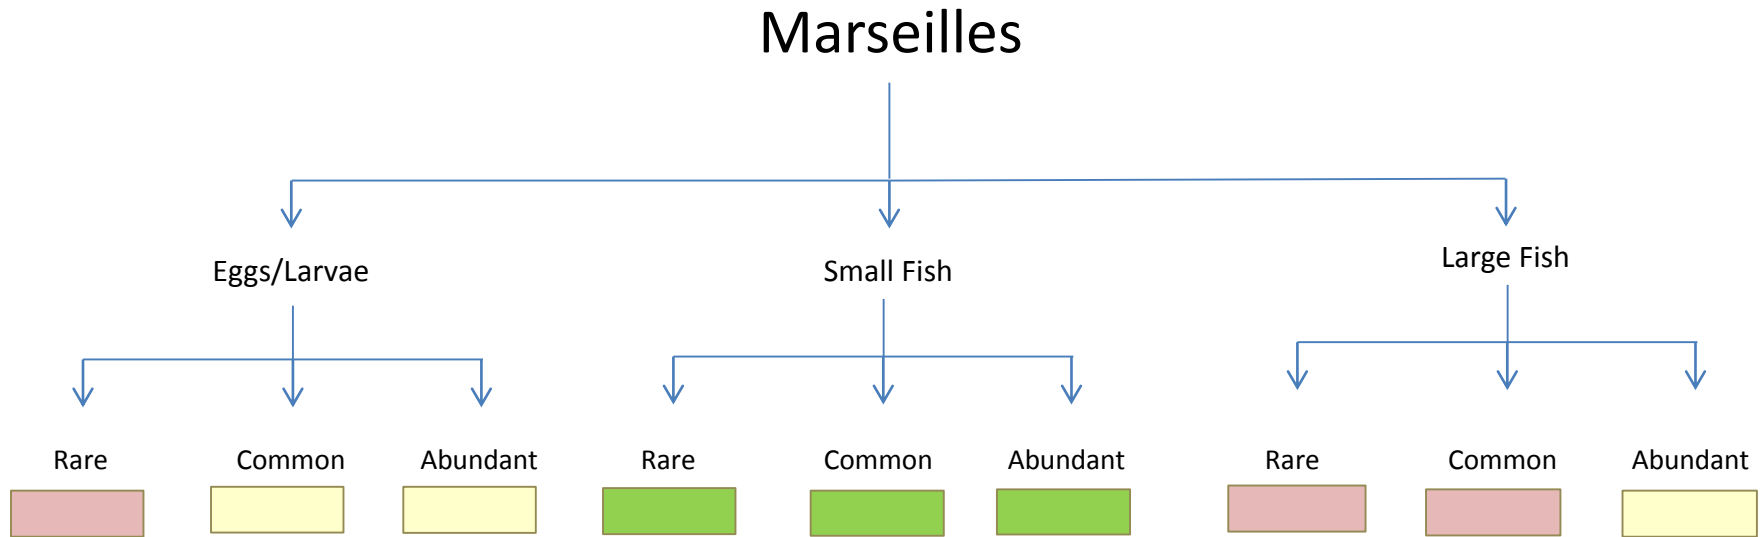 Marseilles
Eggs/Larvae
Small Fish
Large Fish
Rare
Common
Abundant
Rare
Common
Abundant
Rare
Common
Abundant